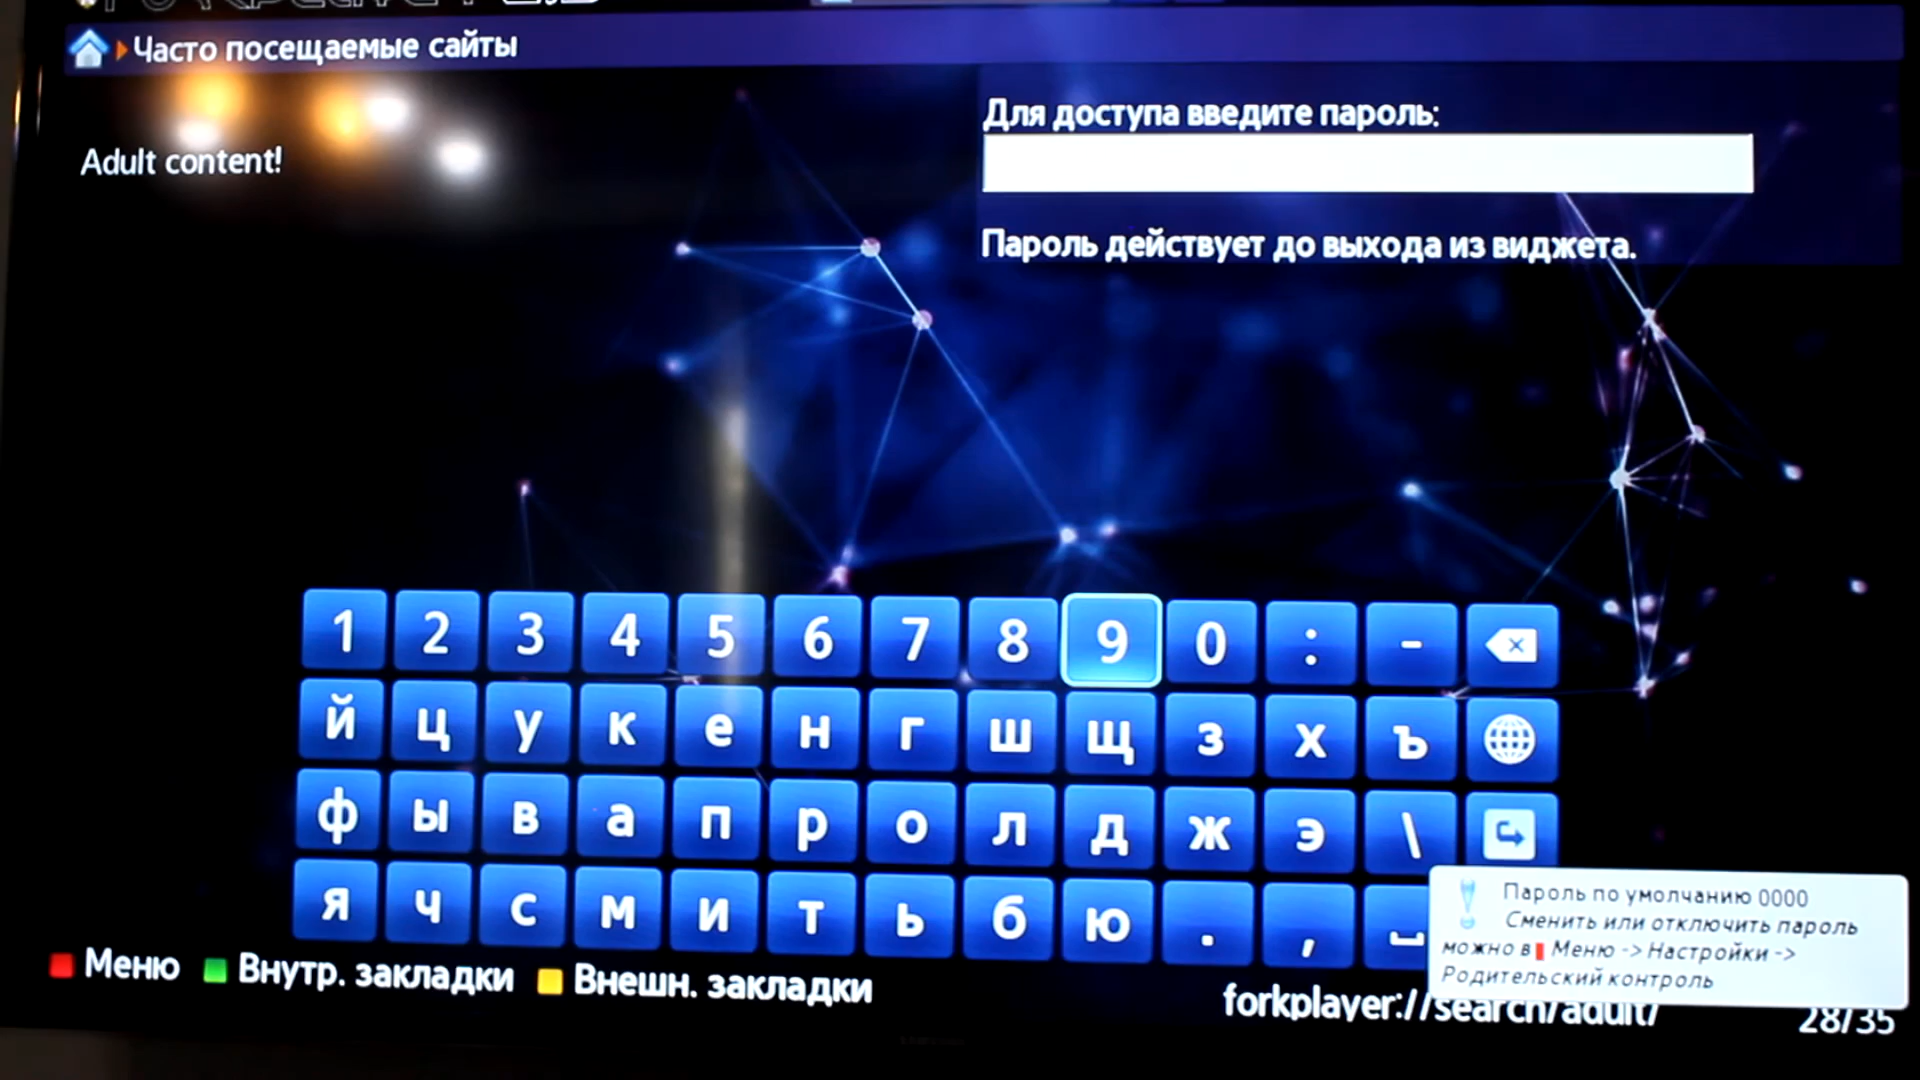 Часто посещаемые сайты
Adult content!
Для доступа введите пароль:
Пароль действует до выхода из виджета.
1 2 3 4 5 6 7 8 9 0 : -
й ц у к е н г ш щ з х ъ
ф ы в а п р о л д ж э \
я ч с м и т ь б ю . ,
Пароль по умолчанию 0000
Сменить или отключить пароль
можно в Меню -> Настройки ->
Родительский контроль
Меню Внутр. закладки Внешн. закладки
forkplayer://search/adult/
28/35